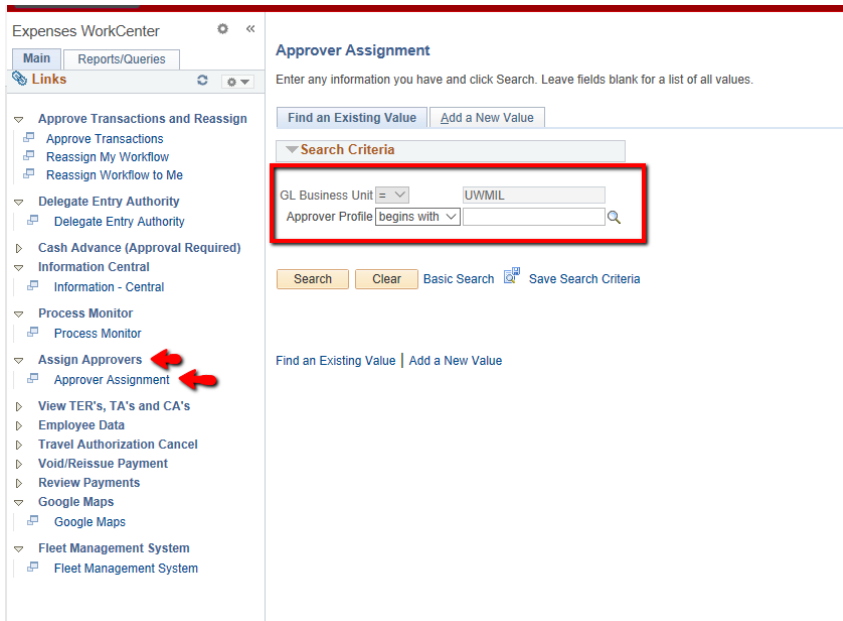 Expenses WorkCenter
Main Reports/Queries
Links
Approve Transactions and Reassign
Approve Transactions
Reassign My Workflow
Reassign Workflow to Me
Delegate Entry Authority
Delegate Entry Authority
Cash Advance (Approval Required)
Information Central
Information - Central
Process Monitor
Process Monitor
Assign Approvers
Approver Assignment
View TER's, TA's and CA's
Employee Data
Travel Authorization Cancel
Void/Reissue Payment
Review Payments
Google Maps
Google Maps
Fleet Management System
Fleet Management System
Approver Assignment
Enter any information you have and click Search. Leave fields blank for a list of all values.
Find an Existing Value Add a New Value
Search Criteria
GL Business Unit = UWMIL
Approver Profile begins with
Search Clear Basic Search Save Search Criteria
Find an Existing Value | Add a New Value